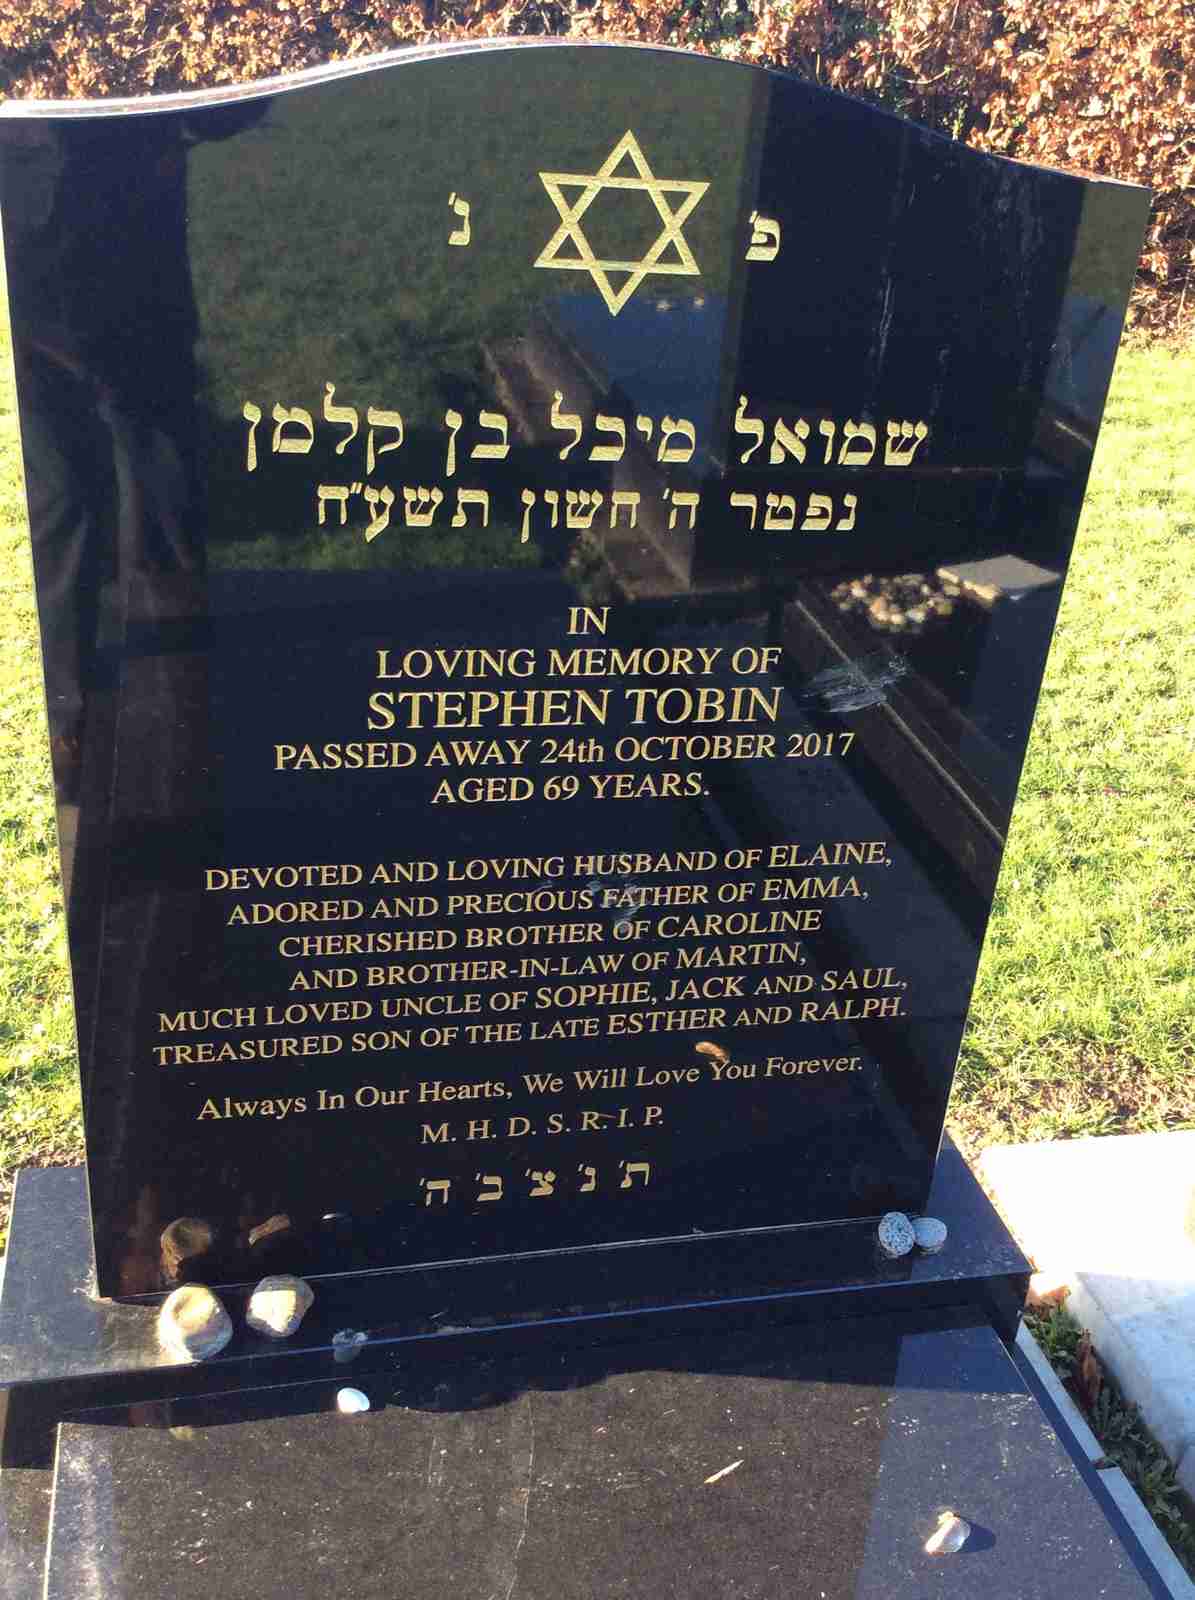 פ' נ'
שמואל מיכל בן קלמן
נפטר ה' חשון תשע"ח
IN
LOVING MEMORY OF
STEPHEN TOBIN
PASSED AWAY 24th OCTOBER 2017
AGED 69 YEARS.
DEVOTED AND LOVING HUSBAND OF ELAINE,
ADORED AND PRECIOUS FATHER OF EMMA,
CHERISHED BROTHER OF CAROLINE
AND BROTHER-IN-LAW OF MARTIN,
MUCH LOVED UNCLE OF SOPHIE, JACK AND SAUL,
TREASURED SON OF THE LATE ESTHER AND RALPH.
Always In Our Hearts, We Will Love You Forever.
M. H. D. S. R. I. P.
ת' נ' צ' ב' ה'